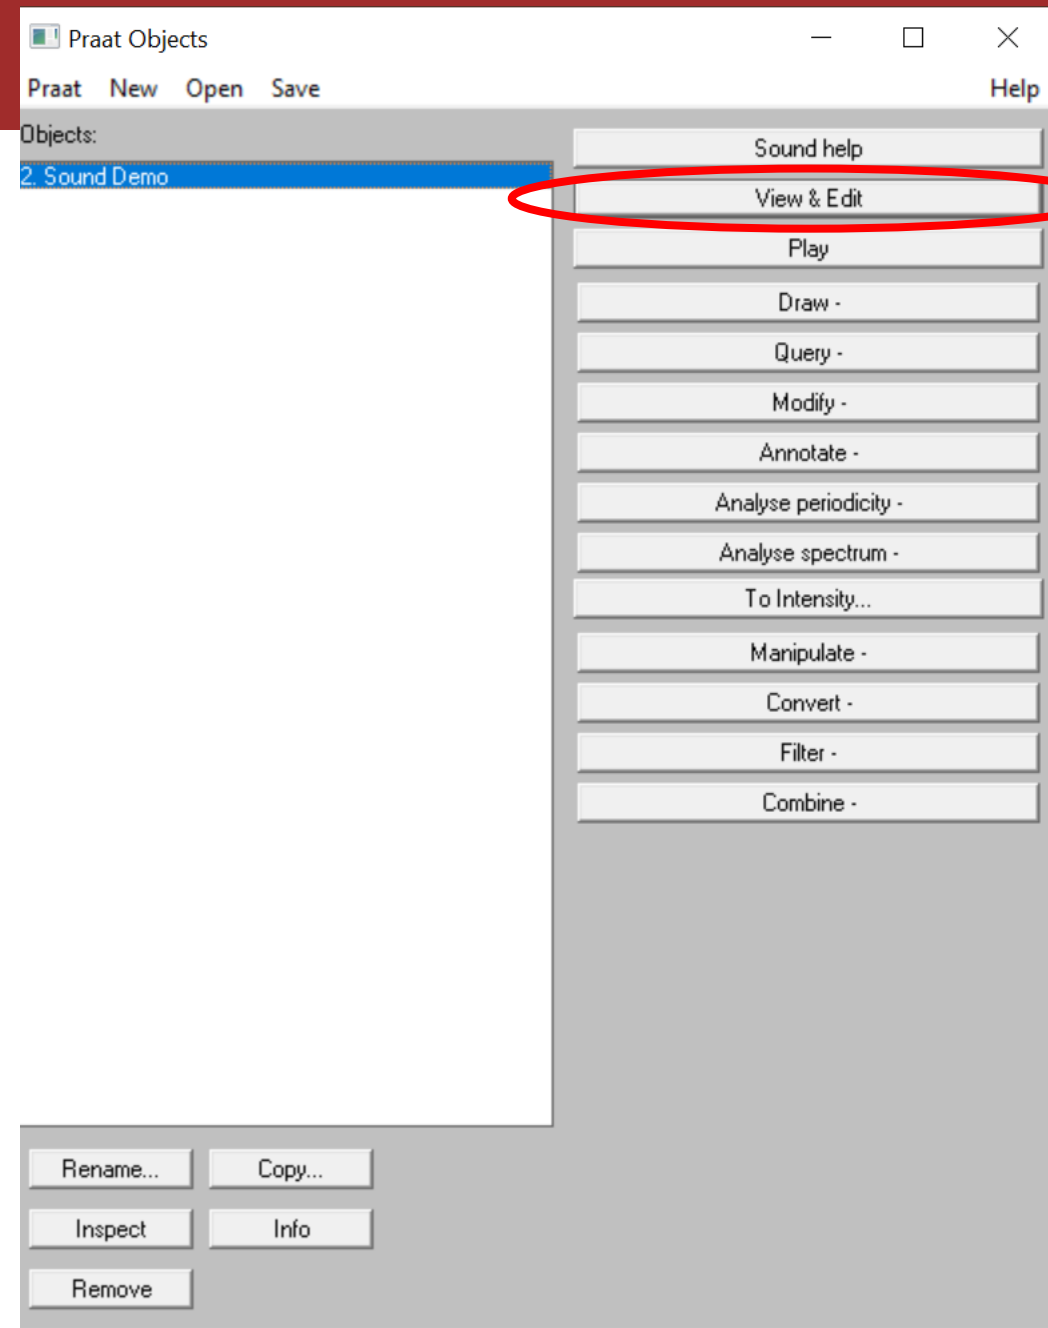 Praat Objects
Praat New Open Save Help
Objects:
2. Sound Demo
Sound help
View & Edit
Play
Draw -
Query -
Modify -
Annotate -
Analyse periodicity -
Analyse spectrum -
To Intensity...
Manipulate -
Convert -
Filter -
Combine -
Rename... Copy...
Inspect Info
Remove